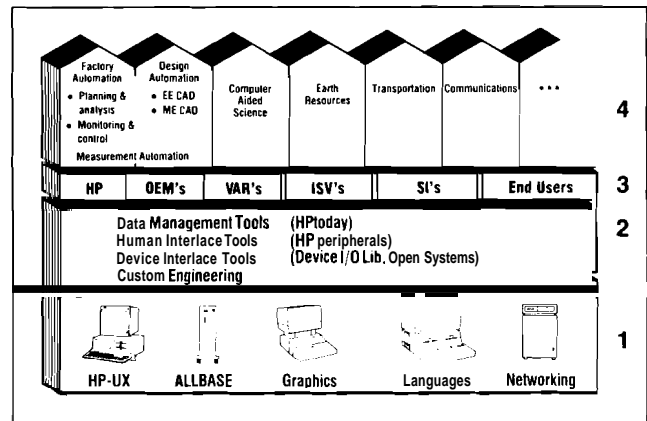 Factory Automation
• Planning & analysis
• Monitoring & control
Measurement Automation
Design Automation
• EE CAD
• ME CAD
Computer Aided Science
Earth Resources
Transportation
Communications
• • •
4
HP OEM's VAR's ISV's SI's End Users
3
2
Data Management Tools (HPtoday)
Human Interlace Tools (HP peripherals)
Device Interlace Tools (Device I/O Lib, Open Systems)
Custom Engineering
1
HP-UX ALLBASE Graphics Languages Networking